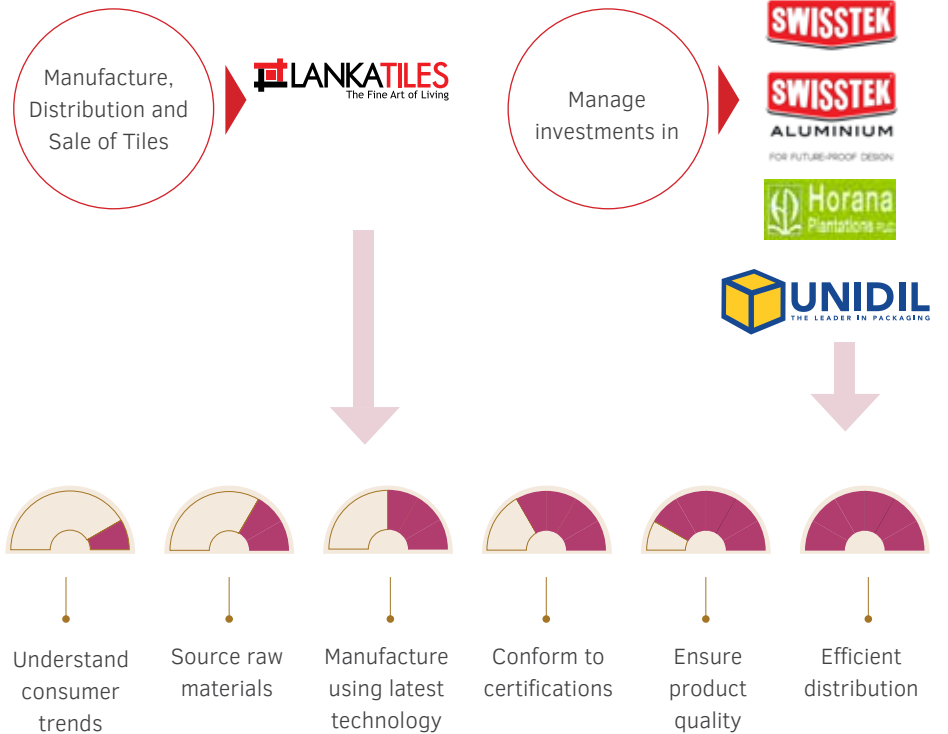 Manufacture,
Distribution and
Sale of Tiles
LANKATILES
The Fine Art of Living
Manage
investments in
SWISSTEK
SWISSTEK
ALUMINIUM
FOR FUTURE-PROOF DESIGN
Horana
Plantations PLC
UNIDIL
THE LEADER IN PACKAGING
Understand
consumer
trends
Source raw
materials
Manufacture
using latest
technology
Conform to
certifications
Ensure
product
quality
Efficient
distribution